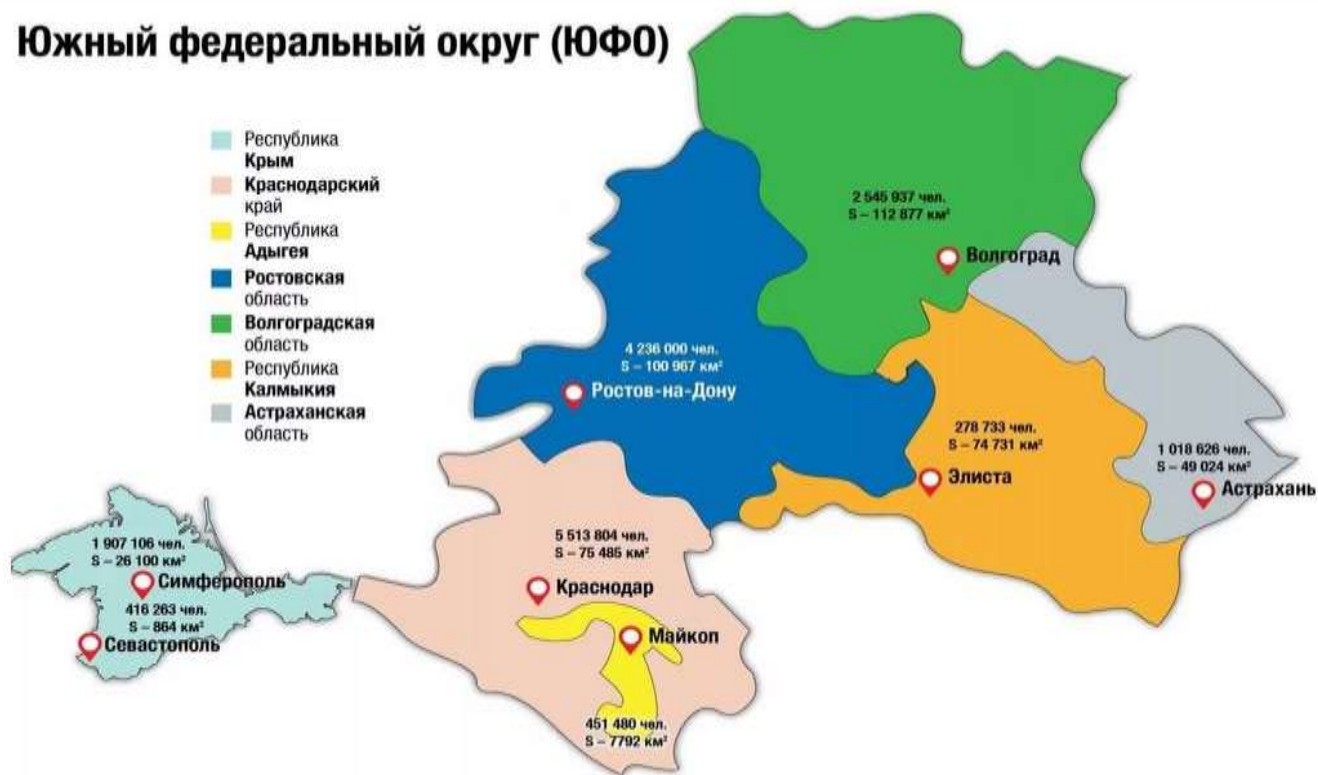 Южный федеральный округ (ЮФО)
Республика
Крым
Краснодарский
край
Республика
Адыгея
Ростовская
область
Волгоградская
область
Республика
Калмыкия
Астраханская
область
2 545 937 чел.
S – 112 877 км²
Волгоград
4 236 000 чел.
S – 100 967 км²
Ростов-на-Дону
278 733 чел.
S – 74 731 км²
Элиста
1 018 626 чел.
S – 49 024 км²
Астрахань
1 907 106 чел.
S – 26 100 км²
Симферополь
416 263 чел.
S – 864 км²
Севастополь
5 513 804 чел.
S – 75 485 км²
Краснодар
Майкоп
451 480 чел.
S – 7792 км²